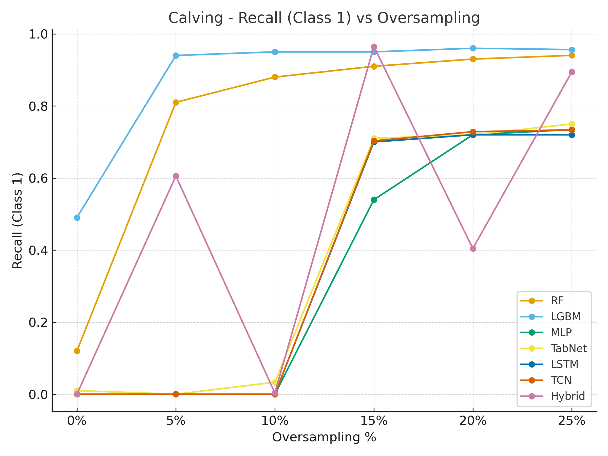 Calving - Recall (Class 1) vs Oversampling
Recall (Class 1)
1.0
0.8
0.6
0.4
0.2
0.0
0%
5%
10%
15%
20%
25%
Oversampling %
RF
LGBM
MLP
TabNet
LSTM
TCN
Hybrid